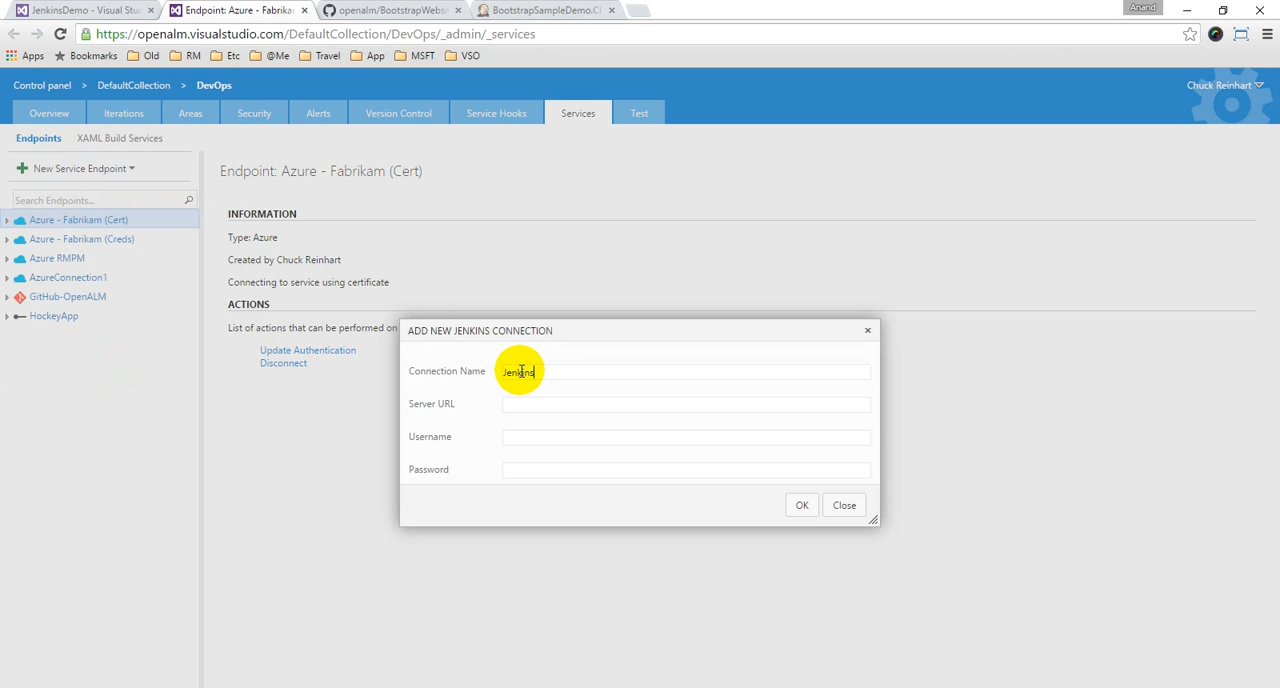 JenkinsDemo - Visual Stu
Endpoint: Azure - Fabrikam
openalm/BootstrapWebs
BootstrapSampleDemo.C
Anand
https://openalm.visualstudio.com/DefaultCollection/DevOps/_admin/_services
Apps
Bookmarks
Old
RM
Etc
@Me
Travel
App
MSFT
VSO
Control panel > DefaultCollection > DevOps
Chuck Reinhart
Overview
Iterations
Areas
Security
Alerts
Version Control
Service Hooks
Services
Test
Endpoints
XAML Build Services
New Service Endpoint
Search Endpoints...
Azure - Fabrikam (Cert)
Azure - Fabrikam (Creds)
Azure RMPM
AzureConnection1
GitHub-OpenALM
HockeyApp
Endpoint: Azure - Fabrikam (Cert)
INFORMATION
Type: Azure
Created by Chuck Reinhart
Connecting to service using certificate
ACTIONS
List of actions that can be performed on
Update Authentication
Disconnect
ADD NEW JENKINS CONNECTION
Connection Name
Jenkins
Server URL
Username
Password
OK
Close